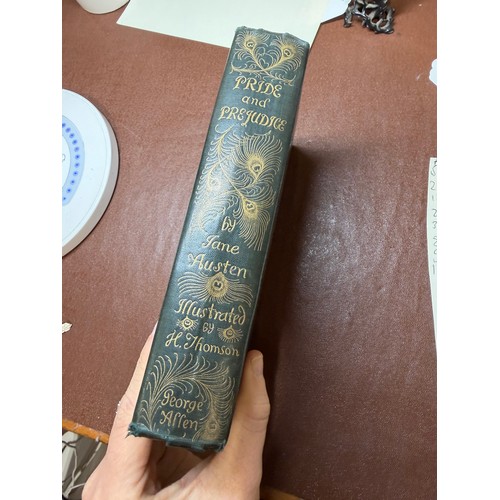 PRIDE
and
PREJUDICE
by
Jane
Austen
Illustrated
by
H. Thomson
George
Allen